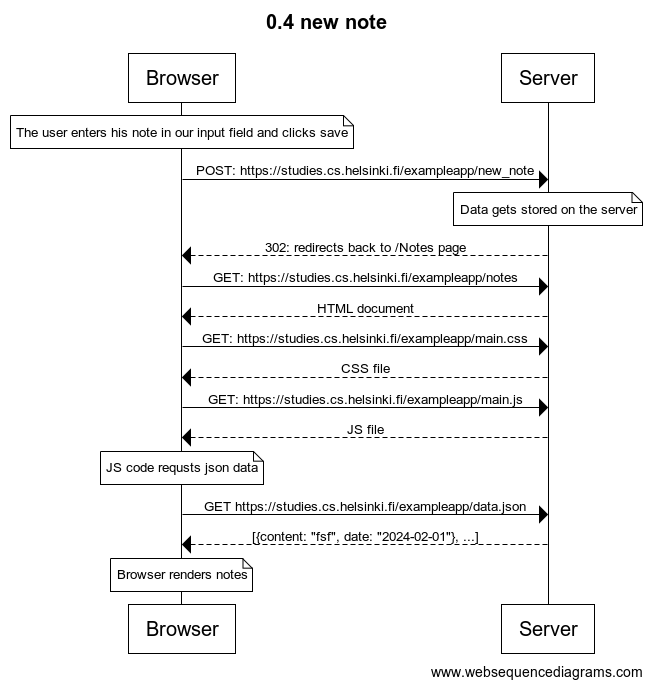 0.4 new note
Browser Server
The user enters his note in our input field and clicks save
POST: https://studies.cs.helsinki.fi/exampleapp/new_note
Data gets stored on the server
302: redirects back to /Notes page
GET: https://studies.cs.helsinki.fi/exampleapp/notes
HTML document
GET: https://studies.cs.helsinki.fi/exampleapp/main.css
CSS file
GET: https://studies.cs.helsinki.fi/exampleapp/main.js
JS file
JS code requsts json data
GET https://studies.cs.helsinki.fi/exampleapp/data.json
[{content: "fsf", date: "2024-02-01"}, ...]
Browser renders notes
Browser Server
www.websequencediagrams.com